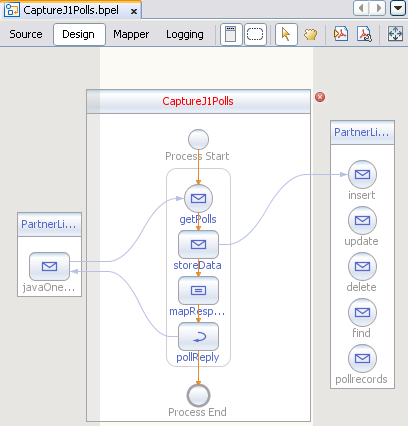 CaptureJ1Polls.bpel
Source Design Mapper Logging
CaptureJ1Polls
Process Start
getPolls
storeData
mapResp...
pollReply
Process End
PartnerLi...
javaOne...
PartnerLi...
insert
update
delete
find
pollrecords